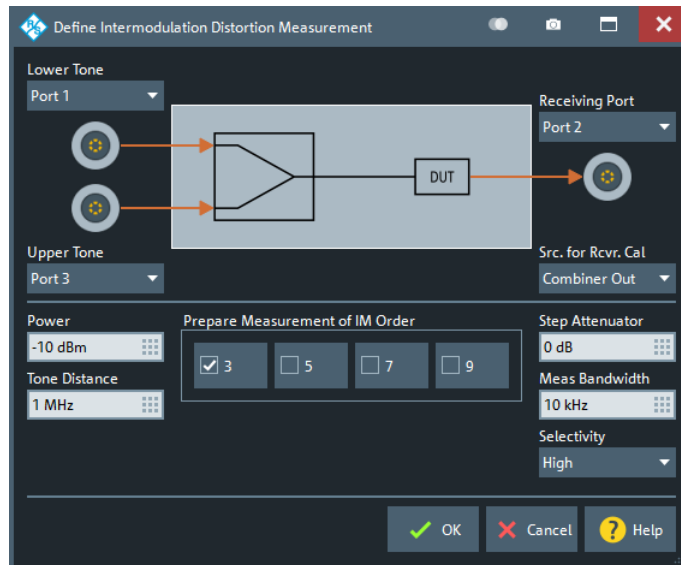 Define Intermodulation Distortion Measurement
Lower Tone
Port 1
Receiving Port
Port 2
DUT
Upper Tone
Port 3
Src. for Rcvr. Cal
Combiner Out
Power
-10 dBm
Prepare Measurement of IM Order
3
5
7
9
Step Attenuator
0 dB
Tone Distance
1 MHz
Meas Bandwidth
10 kHz
Selectivity
High
OK
Cancel
? Help